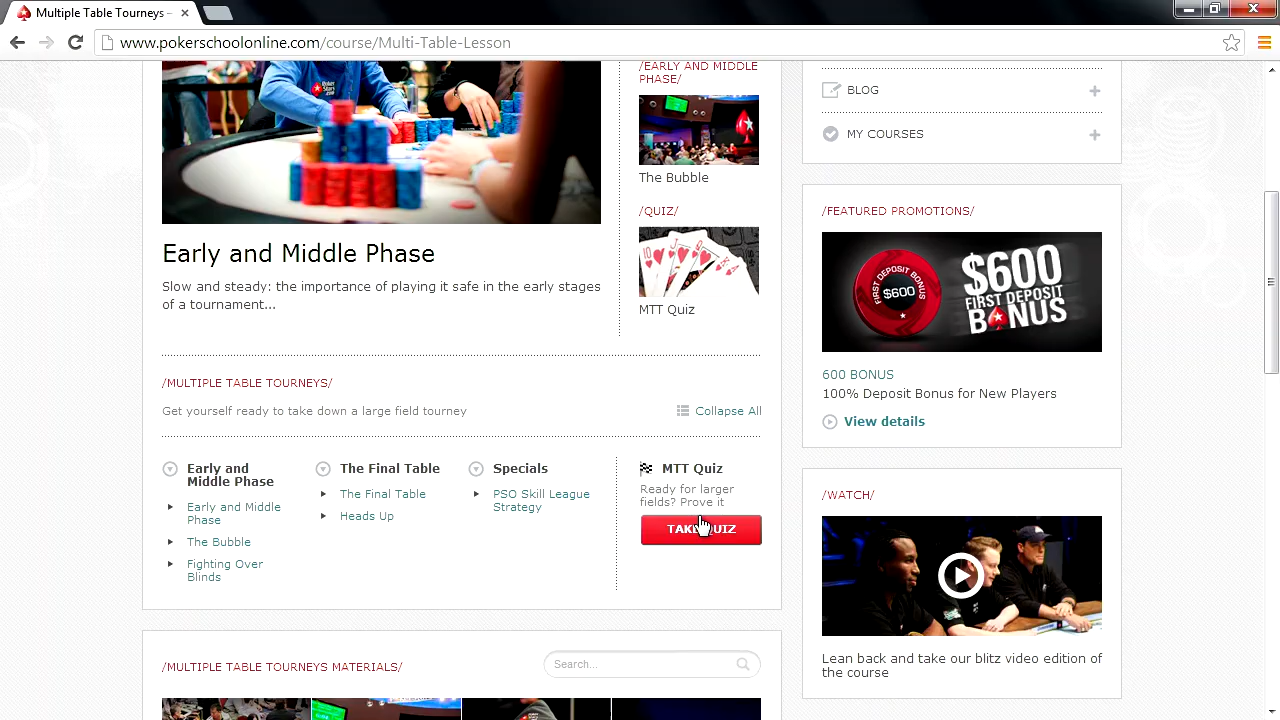 Multiple Table Tourneys –
www.pokerschoolonline.com/course/Multi-Table-Lesson
Early and Middle Phase
Slow and steady: the importance of playing it safe in the early stages
of a tournament...
/EARLY AND MIDDLE
PHASE/
The Bubble
/QUIZ/
MTT Quiz
/MULTIPLE TABLE TOURNEYS/
Get yourself ready to take down a large field tourney
Collapse All
Early and
Middle Phase
Early and Middle
Phase
The Bubble
Fighting Over
Blinds
The Final Table
The Final Table
Heads Up
Specials
PSO Skill League
Strategy
MTT Quiz
Ready for larger
fields? Prove it
TAKE QUIZ
/MULTIPLE TABLE TOURNEYS MATERIALS/
Search...
BLOG
MY COURSES
/FEATURED PROMOTIONS/
FIRST DEPOSIT BONUS
$600
$600
FIRST DEPOSIT
BONUS
600 BONUS
100% Deposit Bonus for New Players
View details
/WATCH/
Lean back and take our blitz video edition of
the course